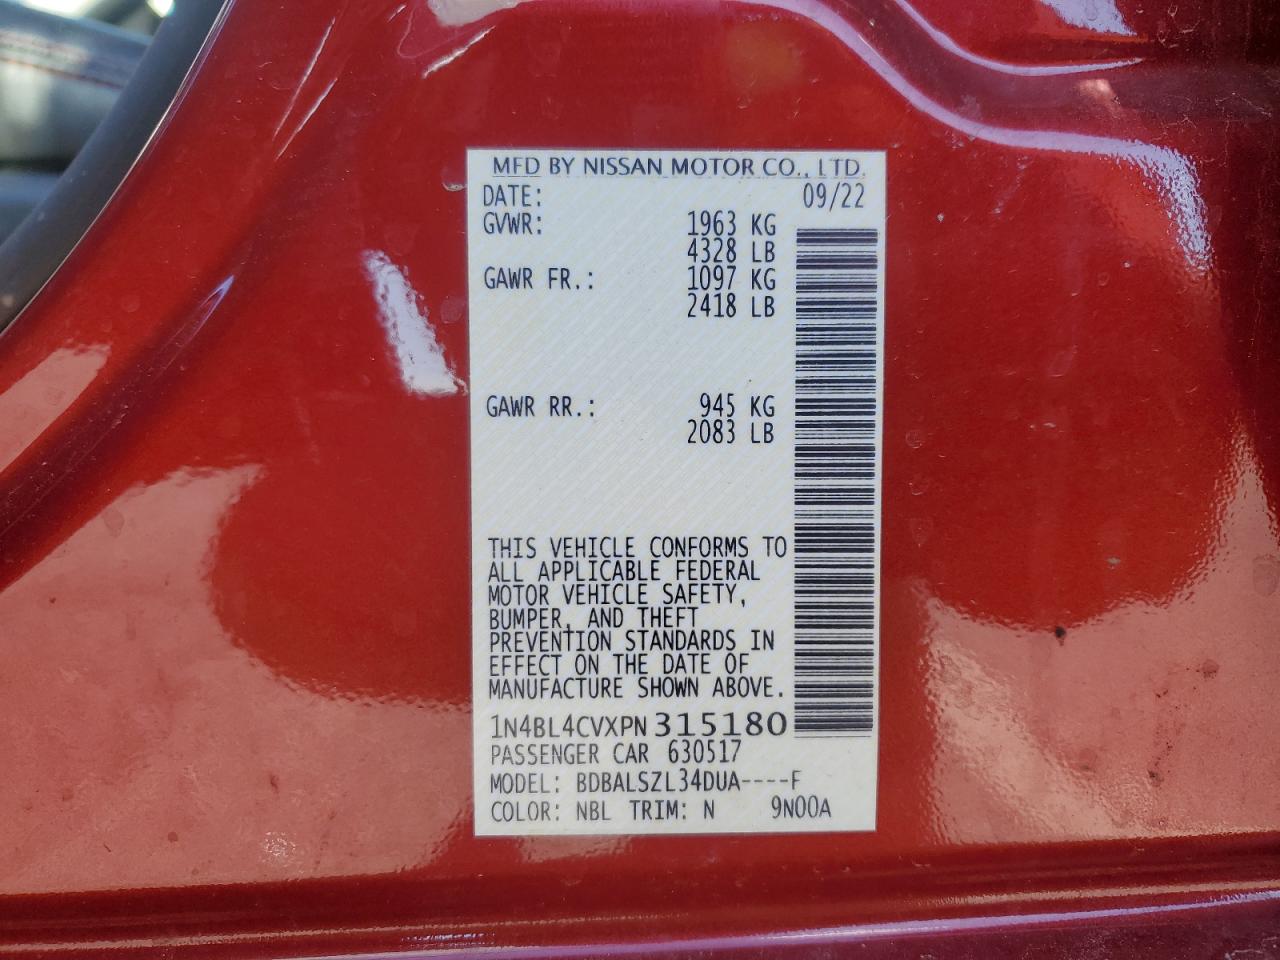 MFD BY NISSAN MOTOR CO., LTD.
DATE: 09/22
GVWR: 1963 KG
4328 LB
GAWR FR.: 1097 KG
2418 LB
GAWR RR.: 945 KG
2083 LB
THIS VEHICLE CONFORMS TO
ALL APPLICABLE FEDERAL
MOTOR VEHICLE SAFETY,
BUMPER, AND THEFT
PREVENTION STANDARDS IN
EFFECT ON THE DATE OF
MANUFACTURE SHOWN ABOVE.
1N4BL4CVXPN315180
PASSENGER CAR 630517
MODEL: BDBALSZL34DUA----F
COLOR: NBL TRIM: N 9N00A